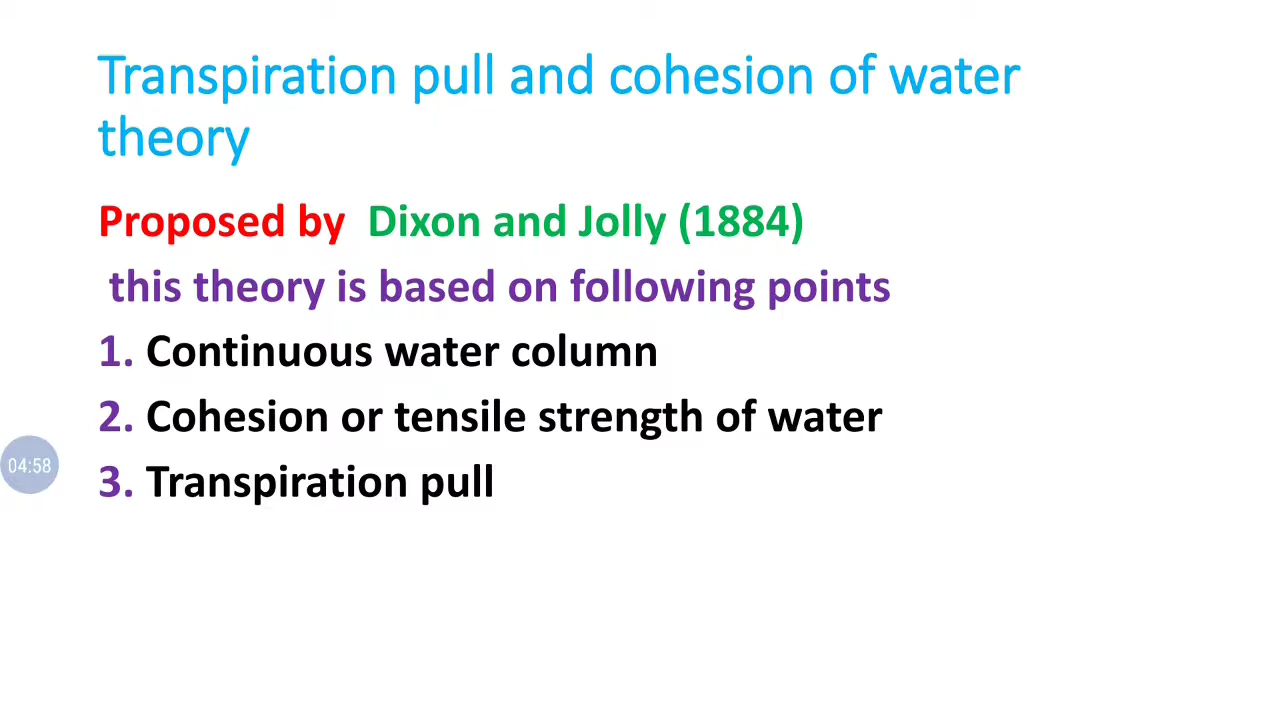 Transpiration pull and cohesion of water
theory
Proposed by Dixon and Jolly (1884)
this theory is based on following points
1. Continuous water column
2. Cohesion or tensile strength of water
04:58
3. Transpiration pull